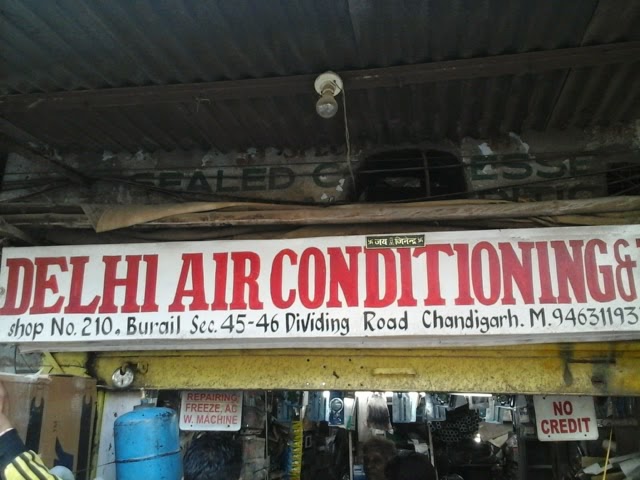 SEALED
जय जिनेन्द्र
DELHI AIR CONDITIONING &
shop No. 210, Burail Sec. 45-46 Dividing Road Chandigarh. M.9463119
REPAIRING
FREEZE, AC
W. MACHINE
NO
CREDIT